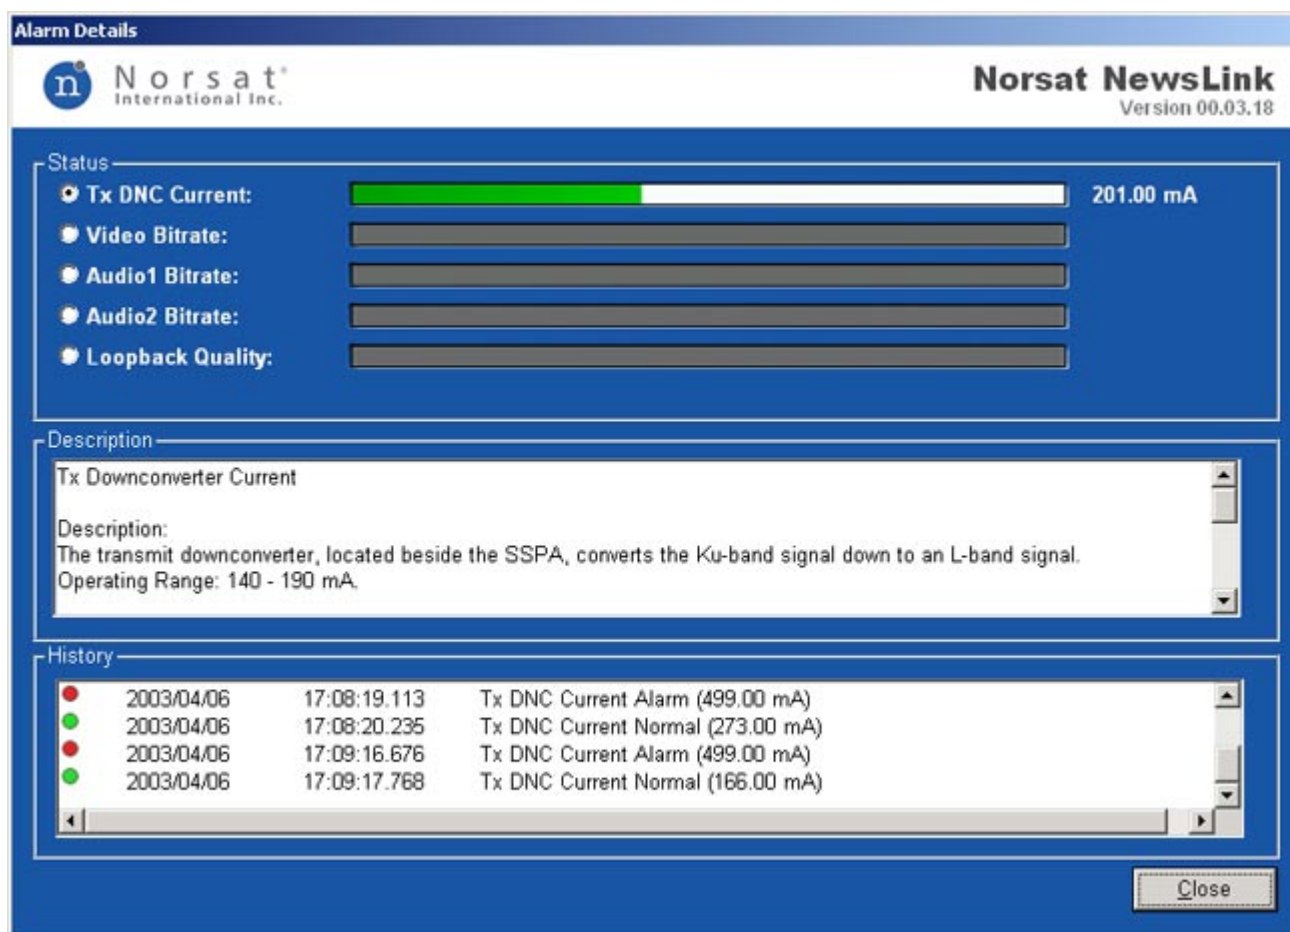 Alarm Details
n Norsat
International Inc.
Norsat NewsLink
Version 00.03.18
Status
Tx DNC Current: 201.00 mA
Video Bitrate:
Audio1 Bitrate:
Audio2 Bitrate:
Loopback Quality:
Description
Tx Downconverter Current
Description:
The transmit downconverter, located beside the SSPA, converts the Ku-band signal down to an L-band signal.
Operating Range: 140 - 190 mA.
History
2003/04/06 17:08:19.113 Tx DNC Current Alarm (499.00 mA)
2003/04/06 17:08:20.235 Tx DNC Current Normal (273.00 mA)
2003/04/06 17:09:16.676 Tx DNC Current Alarm (499.00 mA)
2003/04/06 17:09:17.768 Tx DNC Current Normal (166.00 mA)
Close